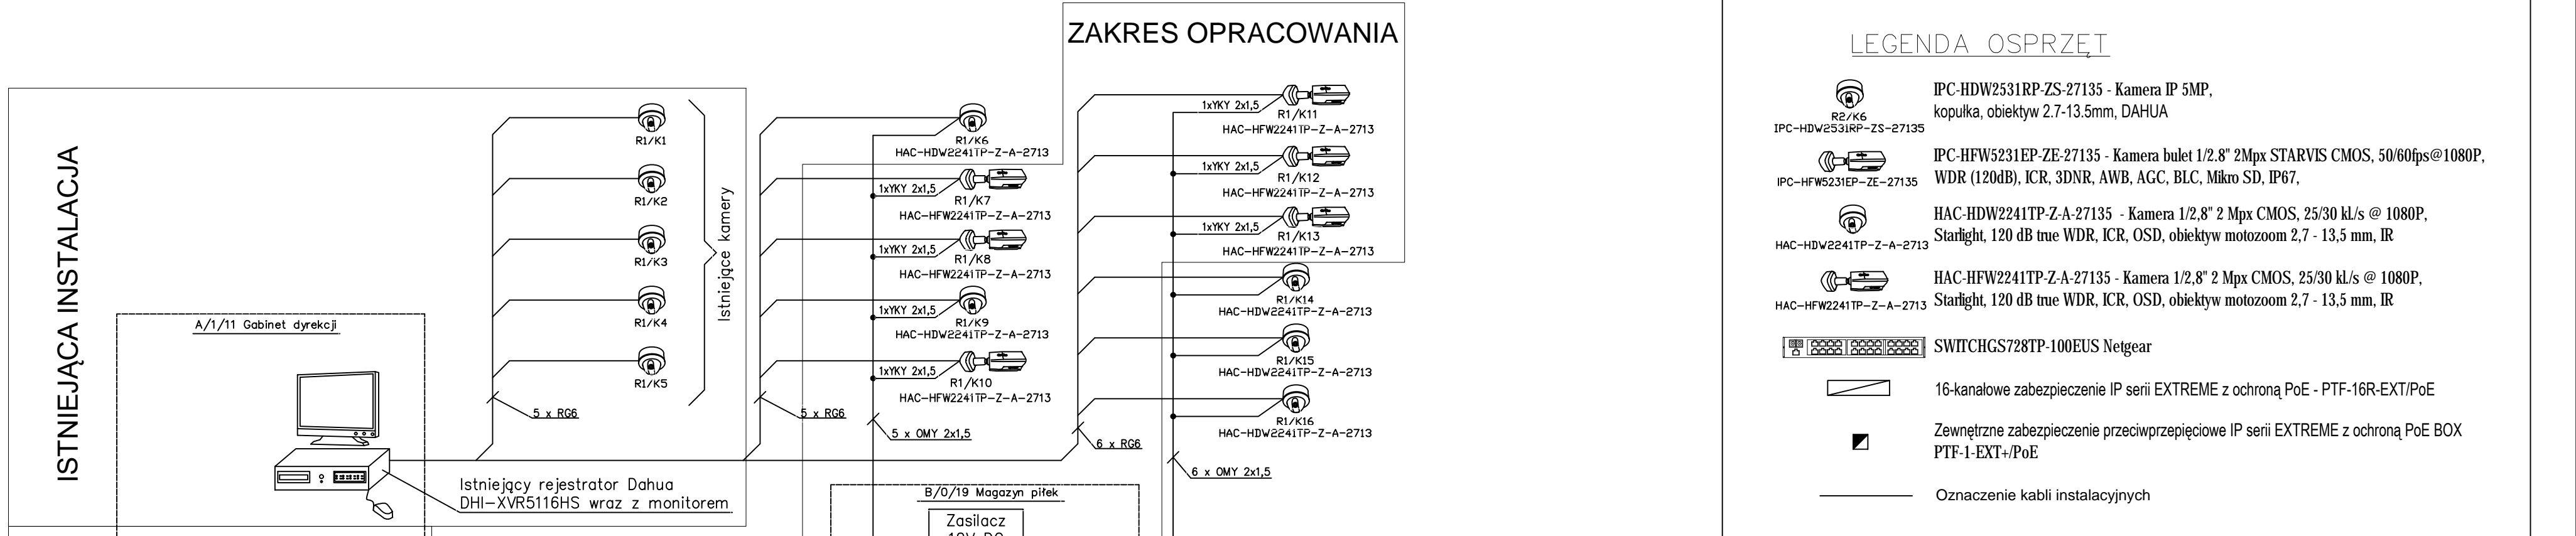 ZAKRES OPRACOWANIA
ISTNIEJĄCA INSTALACJA
A/1/11 Gabinet dyrekcji
Istniejący rejestrator Dahua
DHI-XVR5116HS wraz z monitorem
R1/K1
R1/K2
R1/K3
R1/K4
R1/K5
5 x RG6
Istniejące kamery
R1/K6
HAC-HDW2241TP-Z-A-2713
1xYKY 2x1,5
R1/K7
HAC-HFW2241TP-Z-A-2713
1xYKY 2x1,5
R1/K8
HAC-HFW2241TP-Z-A-2713
1xYKY 2x1,5
R1/K9
HAC-HDW2241TP-Z-A-2713
1xYKY 2x1,5
R1/K10
HAC-HFW2241TP-Z-A-2713
5 x RG6
5 x OMY 2x1,5
B/0/19 Magazyn piłek
Zasilacz
1xYKY 2x1,5
R1/K11
HAC-HFW2241TP-Z-A-2713
1xYKY 2x1,5
R1/K12
HAC-HFW2241TP-Z-A-2713
1xYKY 2x1,5
R1/K13
HAC-HFW2241TP-Z-A-2713
R1/K14
HAC-HDW2241TP-Z-A-2713
R1/K15
HAC-HDW2241TP-Z-A-2713
R1/K16
HAC-HDW2241TP-Z-A-2713
6 x RG6
6 x OMY 2x1,5
LEGENDA OSPRZĘT
R2/K6
IPC-HDW2531RP-ZS-27135
IPC-HDW2531RP-ZS-27135 - Kamera IP 5MP,
kopułka, obiektyw 2.7-13.5mm, DAHUA
IPC-HFW5231EP-ZE-27135
IPC-HFW5231EP-ZE-27135 - Kamera bulet 1/2.8" 2Mpx STARVIS CMOS, 50/60fps@1080P,
WDR (120dB), ICR, 3DNR, AWB, AGC, BLC, Mikro SD, IP67,
HAC-HDW2241TP-Z-A-2713
HAC-HDW2241TP-Z-A-27135 - Kamera 1/2,8" 2 Mpx CMOS, 25/30 kl./s @ 1080P,
Starlight, 120 dB true WDR, ICR, OSD, obiektyw motozoom 2,7 - 13,5 mm, IR
HAC-HFW2241TP-Z-A-2713
HAC-HFW2241TP-Z-A-27135 - Kamera 1/2,8" 2 Mpx CMOS, 25/30 kl./s @ 1080P,
Starlight, 120 dB true WDR, ICR, OSD, obiektyw motozoom 2,7 - 13,5 mm, IR
SWITCHGS728TP-100EUS Netgear
16-kanałowe zabezpieczenie IP serii EXTREME z ochroną PoE - PTF-16R-EXT/PoE
Zewnętrzne zabezpieczenie przeciwprzepięciowe IP serii EXTREME z ochroną PoE BOX
PTF-1-EXT+/PoE
Oznaczenie kabli instalacyjnych